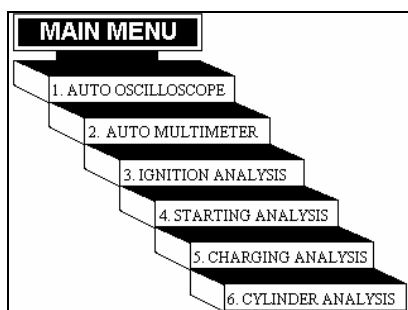 MAIN MENU
1. AUTO OSCILLOSCOPE
2. AUTO MULTIMETER
3. IGNITION ANALYSIS
4. STARTING ANALYSIS
5. CHARGING ANALYSIS
6. CYLINDER ANALYSIS